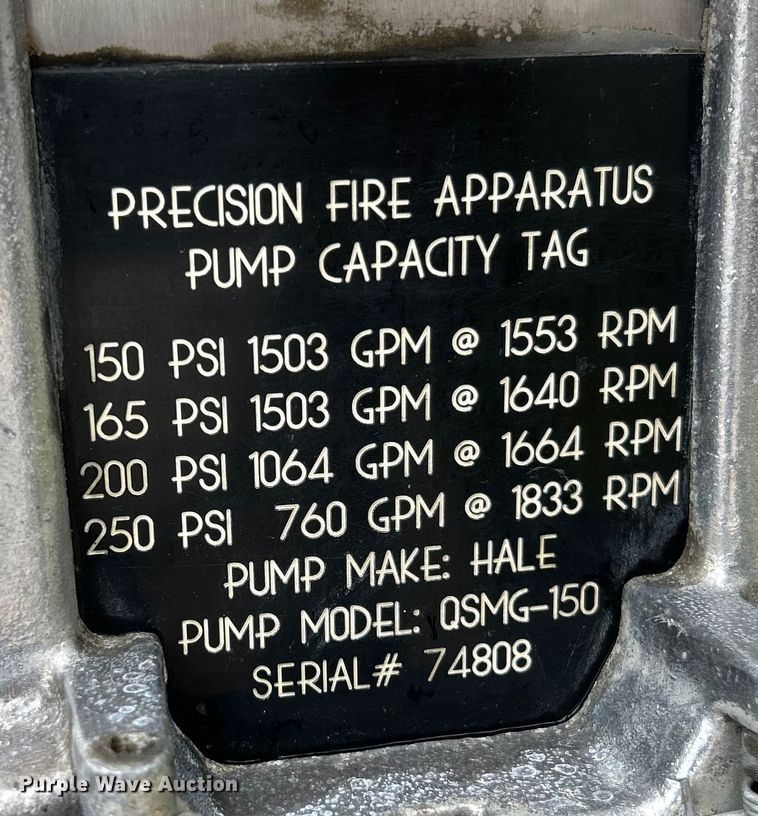 PRECISION FIRE APPARATUS
PUMP CAPACITY TAG
150 PSI 1503 GPM @ 1553 RPM
165 PSI 1503 GPM @ 1640 RPM
200 PSI 1064 GPM @ 1664 RPM
250 PSI 760 GPM @ 1833 RPM
PUMP MAKE: HALE
PUMP MODEL: QSMG-150
SERIAL# 74808
Purple Wave Auction